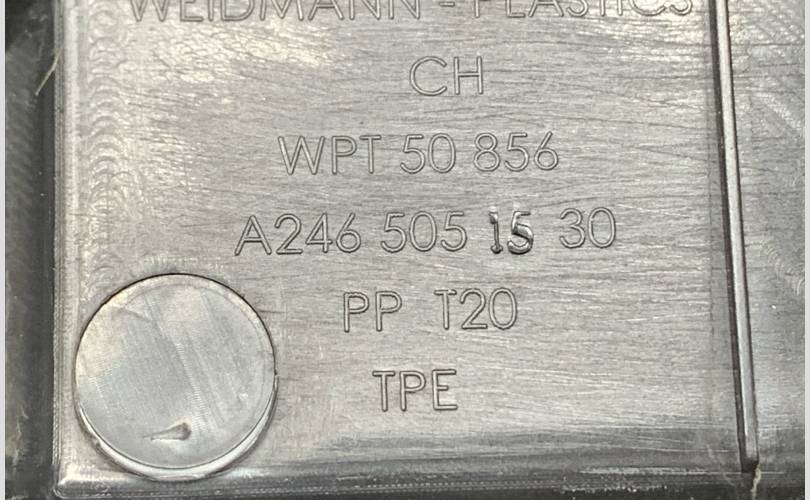 WEIDMANN - PLASTICS
CH
WPT 50 856
A246 505 15 30
PP T20
TPE